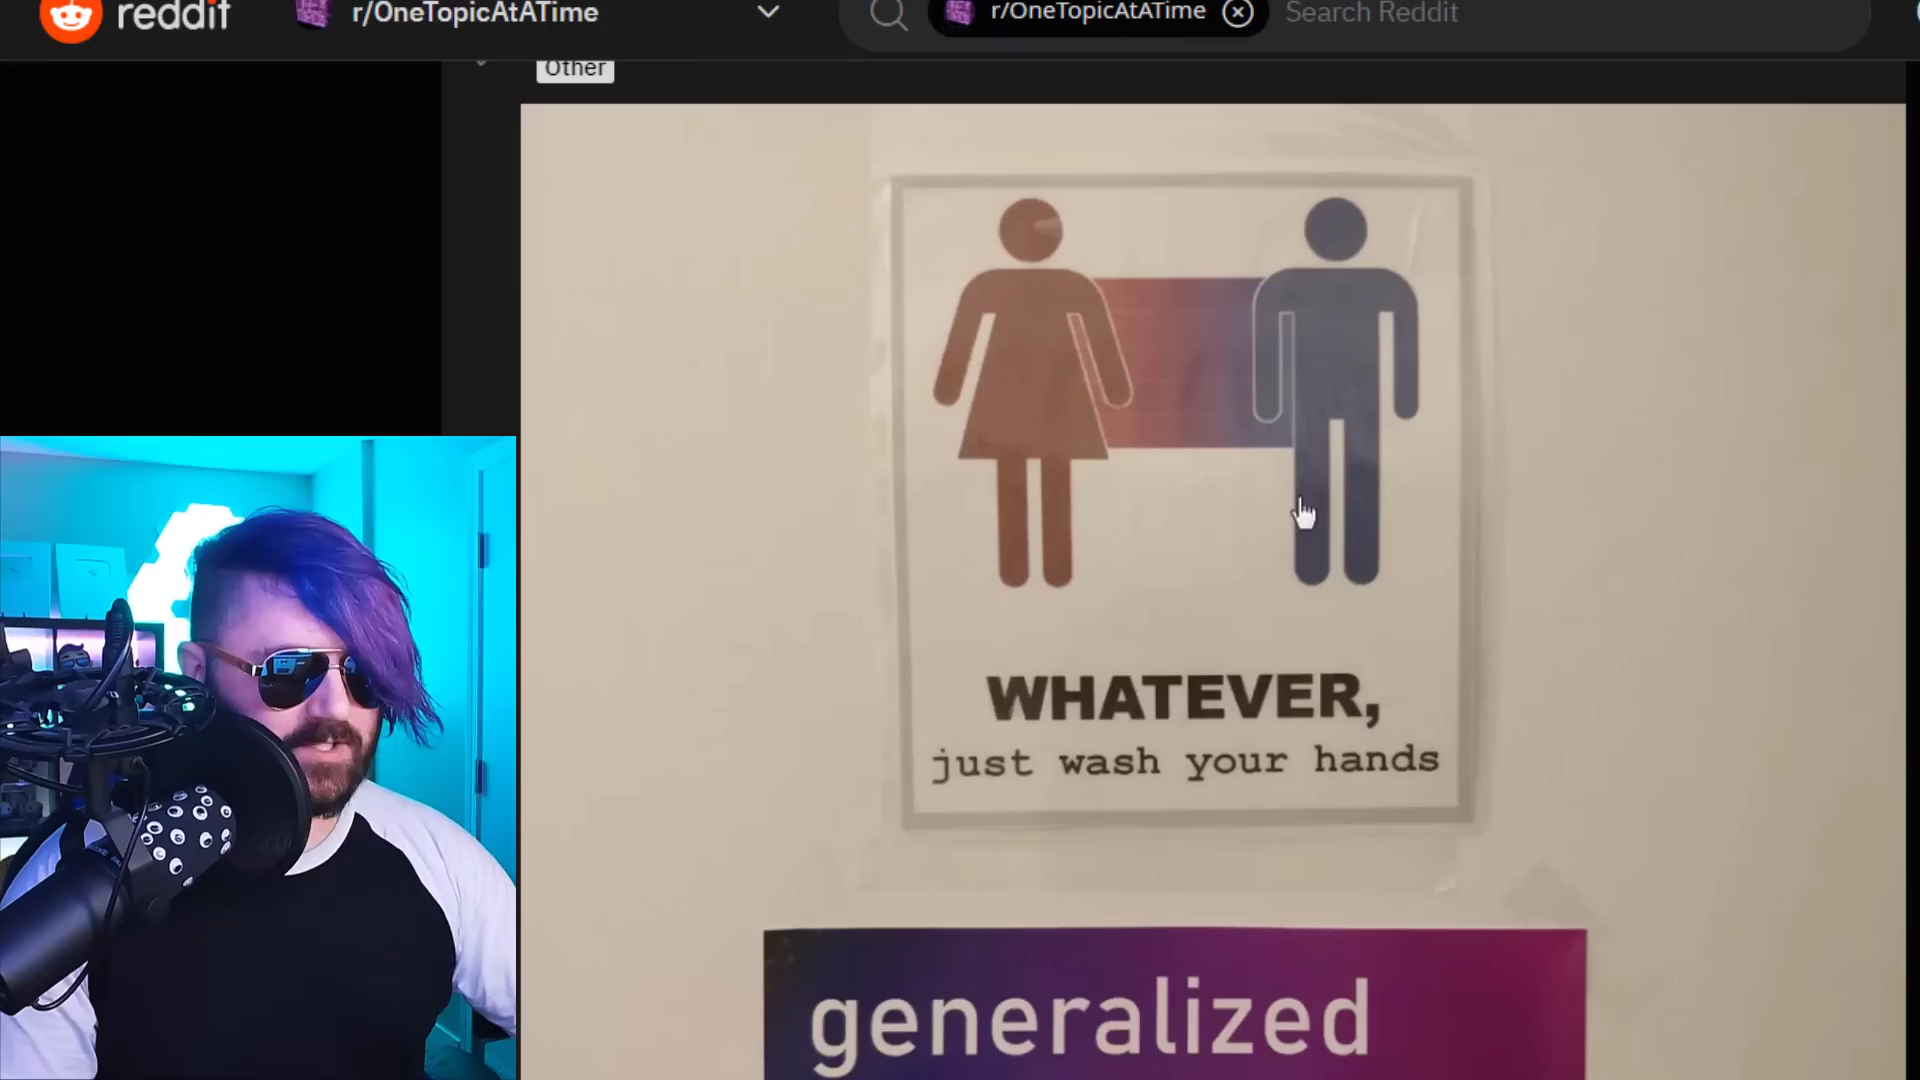 reddit
r/OneTopicAtATime
r/OneTopicAtATime
Search Reddit
Other
WHATEVER,
just wash your hands
generalized